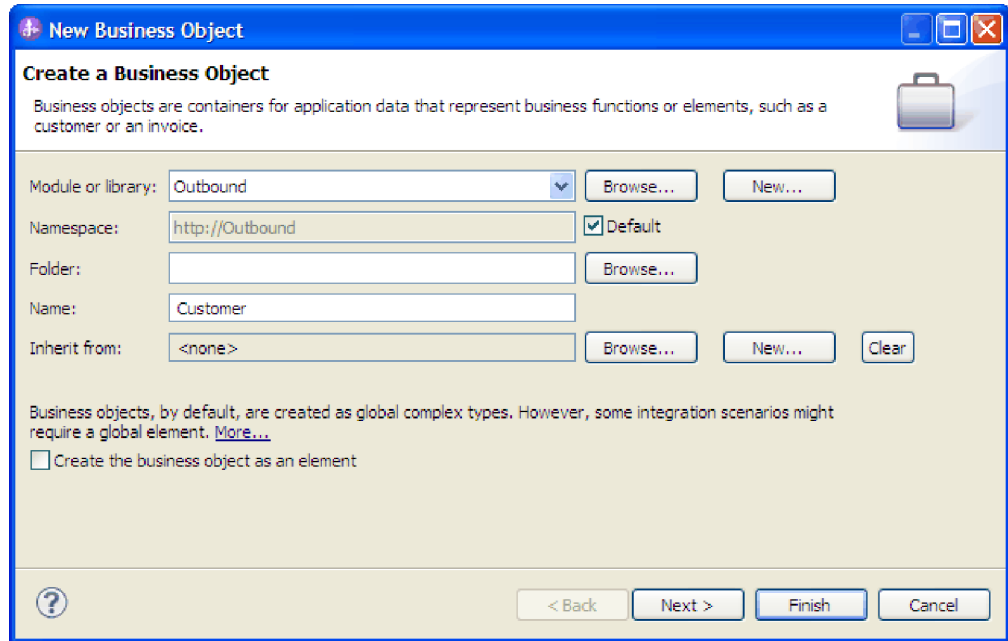 New Business Object
Create a Business Object
Business objects are containers for application data that represent business functions or elements, such as a
customer or an invoice.
Module or library: Outbound Browse... New...
Namespace: http://Outbound Default
Folder: Browse...
Name: Customer
Inherit from: <none> Browse... New... Clear
Business objects, by default, are created as global complex types. However, some integration scenarios might
require a global element. More...
Create the business object as an element
? < Back Next > Finish Cancel